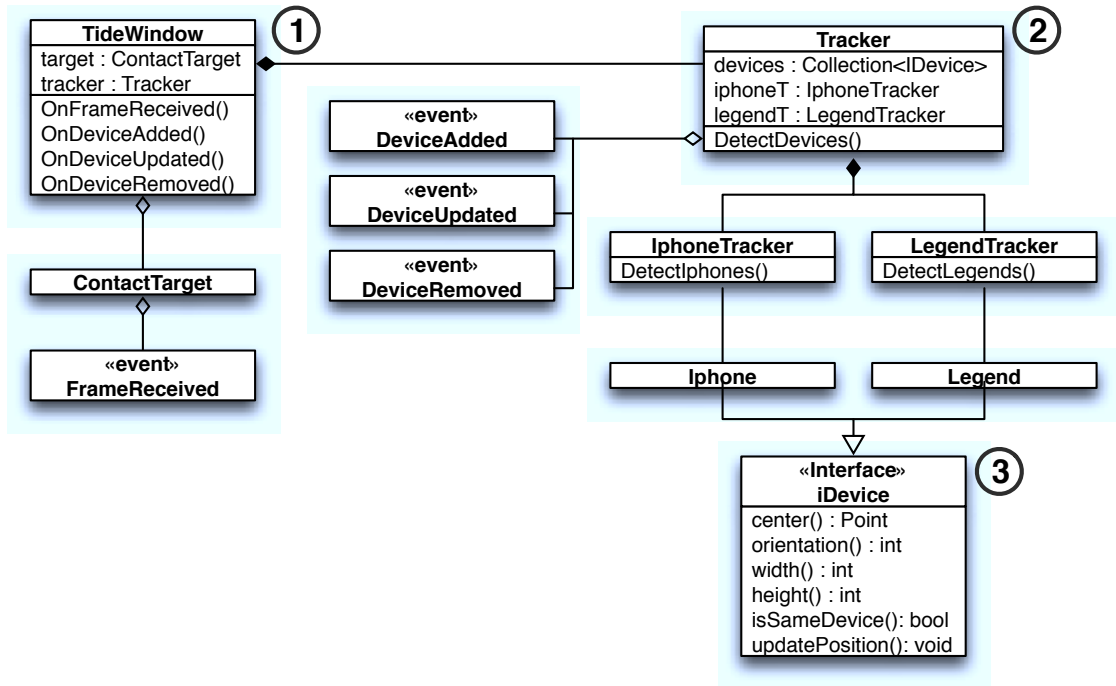 TideWindow
target : ContactTarget
tracker : Tracker
OnFrameReceived()
OnDeviceAdded()
OnDeviceUpdated()
OnDeviceRemoved()
1
ContactTarget
«event»
FrameReceived
«event»
DeviceAdded
«event»
DeviceUpdated
«event»
DeviceRemoved
Tracker
devices : Collection<IDevice>
iphoneT : IphoneTracker
legendT : LegendTracker
DetectDevices()
2
IphoneTracker
DetectIphones()
LegendTracker
DetectLegends()
Iphone
Legend
«Interface»
iDevice
center() : Point
orientation() : int
width() : int
height() : int
isSameDevice(): bool
updatePosition(): void
3